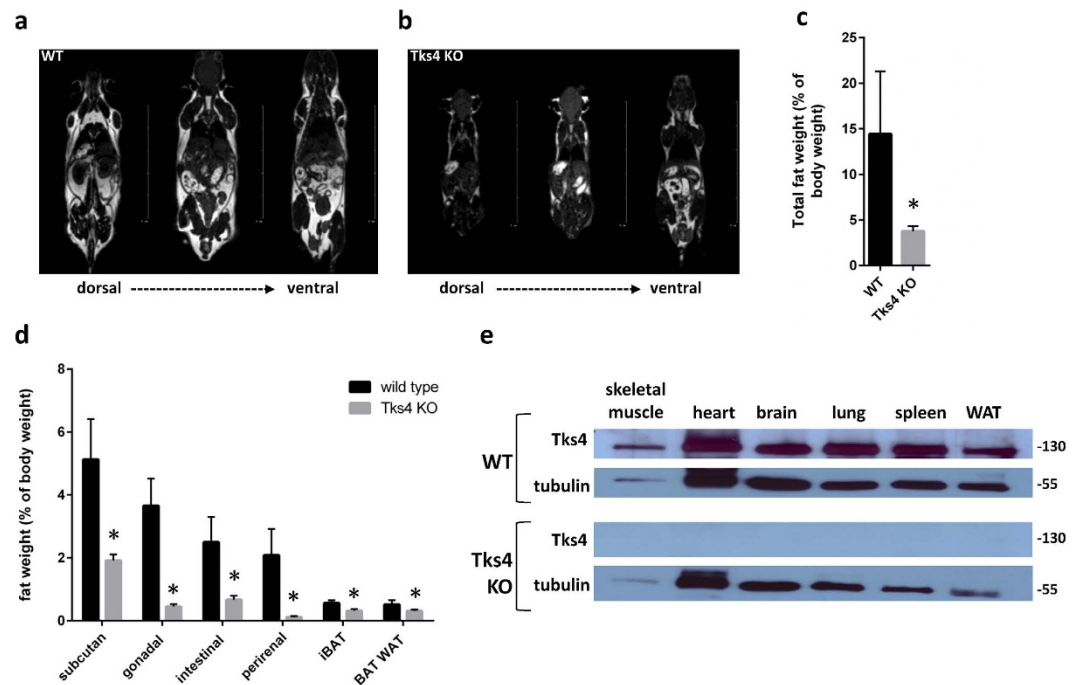 a
WT
dorsal
ventral
b
Tks4 KO
dorsal
ventral
c
Total fat weight (% of
body weight)
25
20
15
10
5
0
*
WT
Tks4 KO
d
fat weight (% of body weight)
8
6
4
2
0
wild type
Tks4 KO
* * * * * *
subcutan
gonadal
intestinal
perirenal
iBAT
BAT WAT
e
skeletal
muscle heart brain lung spleen WAT
WT
Tks4 -130
tubulin -55
Tks4
KO
Tks4 -130
tubulin -55